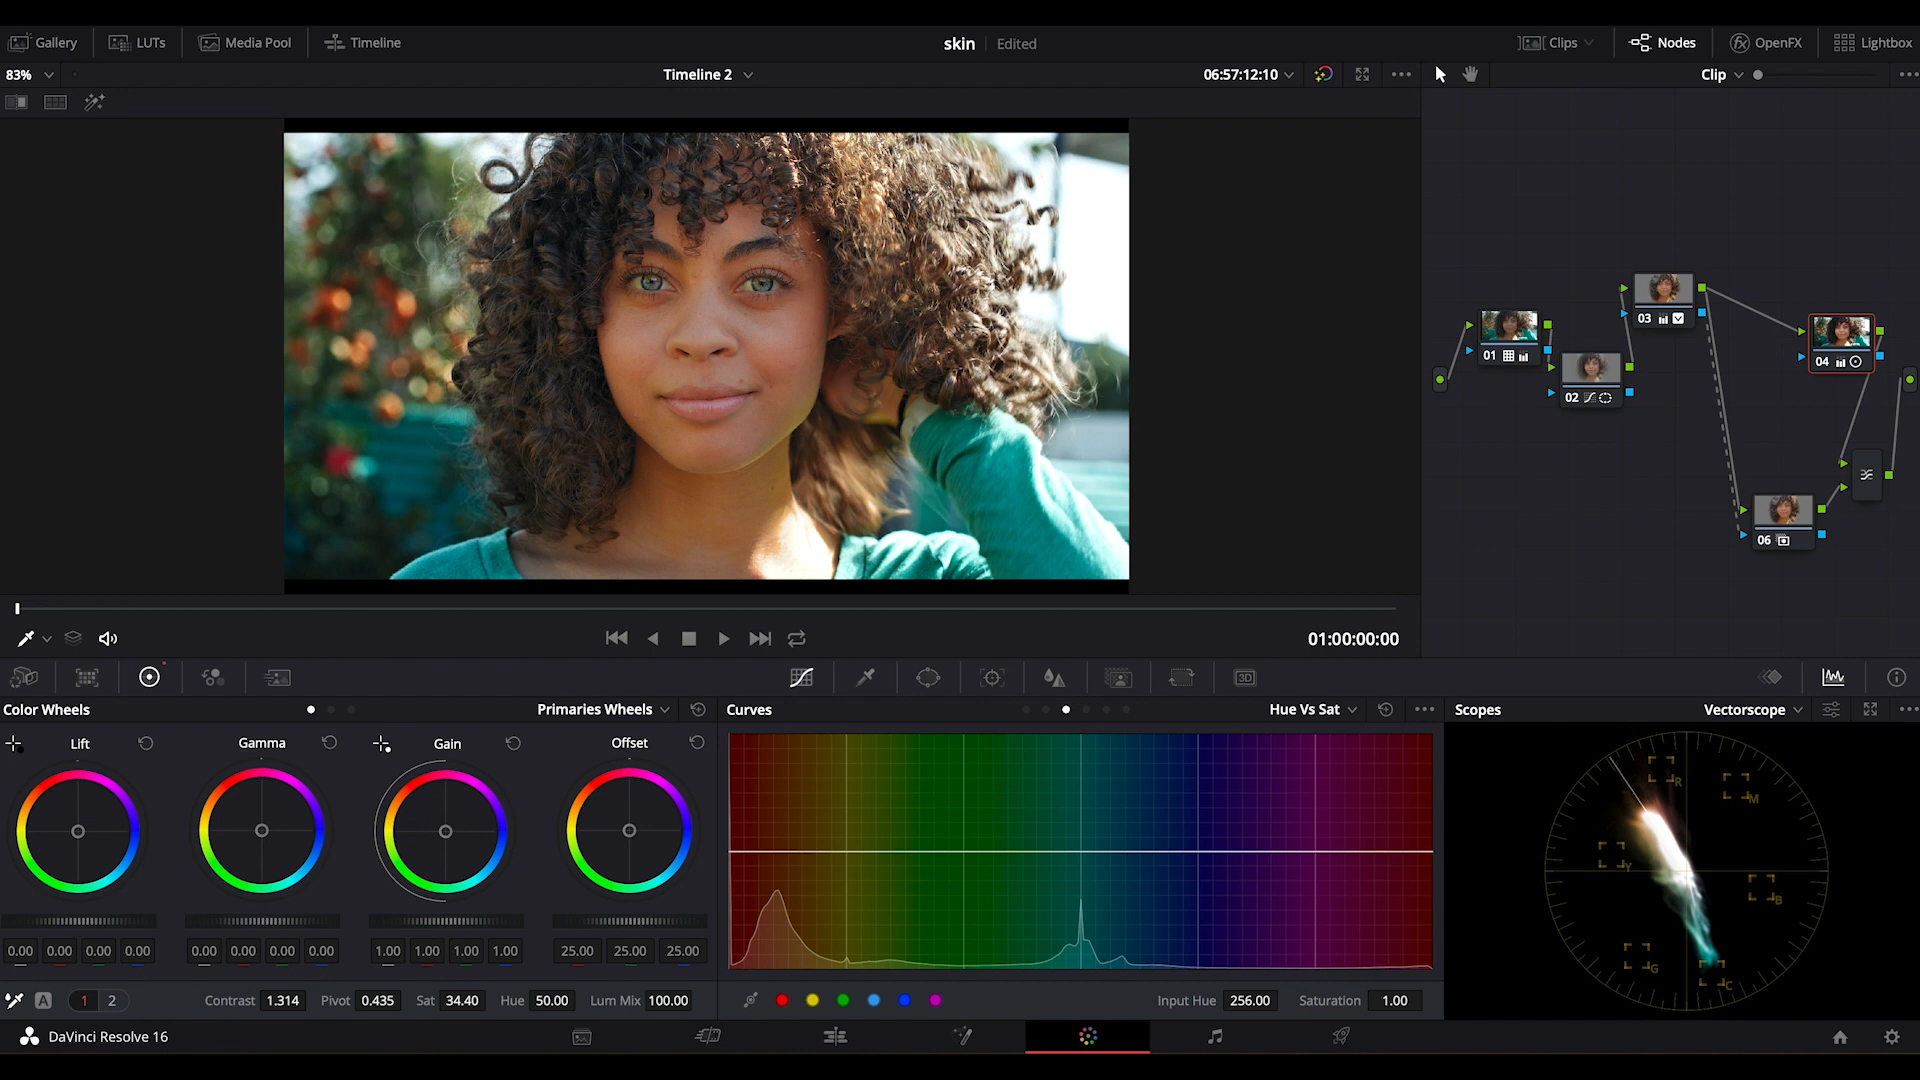 Gallery LUTs Media Pool Timeline skin Edited Clips Nodes OpenFX Lightbox
83% Timeline 2 06:57:12:10 Clip
03
01
04
02
06
01:00:00:00
3D
Color Wheels Primaries Wheels Curves Hue Vs Sat Scopes Vectorscope
Lift Gamma Gain Offset
R
M
Y
B
G
C
0.00 0.00 0.00 0.00 0.00 0.00 0.00 0.00 1.00 1.00 1.00 1.00 25.00 25.00 25.00
A 1 2 Contrast 1.314 Pivot 0.435 Sat 34.40 Hue 50.00 Lum Mix 100.00 Input Hue 256.00 Saturation 1.00
DaVinci Resolve 16